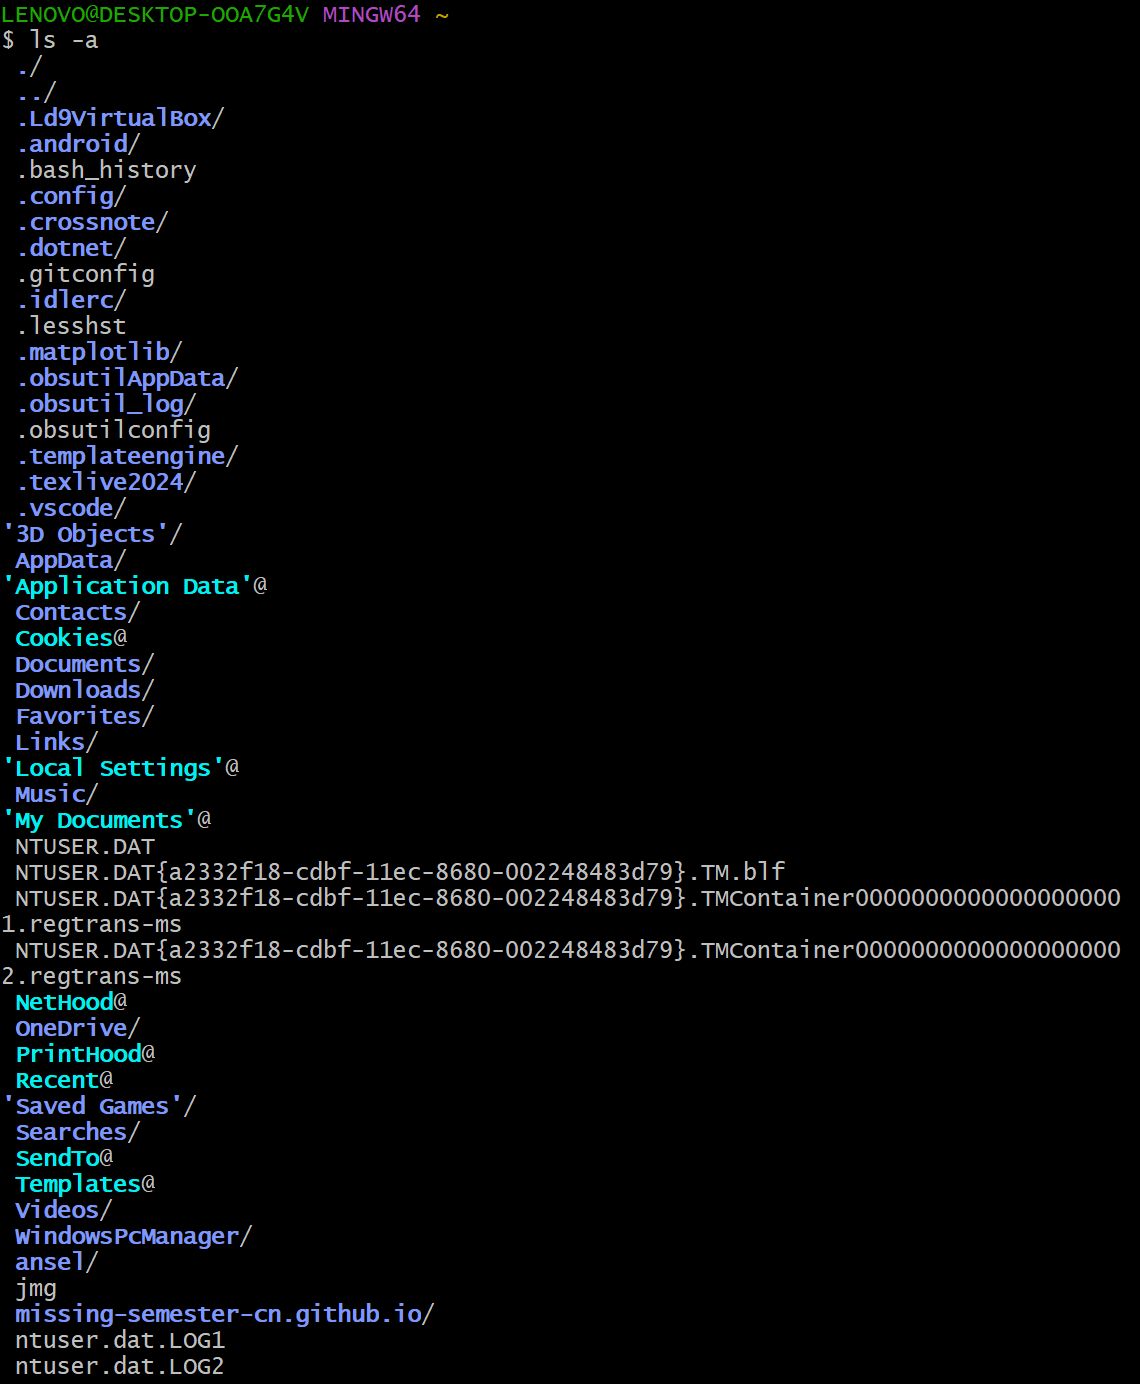 LENOVO@DESKTOP-OOA7G4V MINGW64 ~
$ ls -a
./
../
.Ld9VirtualBox/
.android/
.bash_history
.config/
.crossnote/
.dotnet/
.gitconfig
.idlerc/
.lesshst
.matplotlib/
.obsutilAppData/
.obsutil_log/
.obsutilconfig
.templateengine/
.texlive2024/
.vscode/
'3D Objects'/
AppData/
'Application Data'@
Contacts/
Cookies@
Documents/
Downloads/
Favorites/
Links/
'Local Settings'@
Music/
'My Documents'@
NTUSER.DAT
NTUSER.DAT{a2332f18-cdbf-11ec-8680-002248483d79}.TM.blf
NTUSER.DAT{a2332f18-cdbf-11ec-8680-002248483d79}.TMContainer0000000000000000000
1.regtrans-ms
NTUSER.DAT{a2332f18-cdbf-11ec-8680-002248483d79}.TMContainer0000000000000000000
2.regtrans-ms
NetHood@
OneDrive/
PrintHood@
Recent@
'Saved Games'/
Searches/
SendTo@
Templates@
Videos/
WindowsPcManager/
ansel/
jmg
missing-semester-cn.github.io/
ntuser.dat.LOG1
ntuser.dat.LOG2